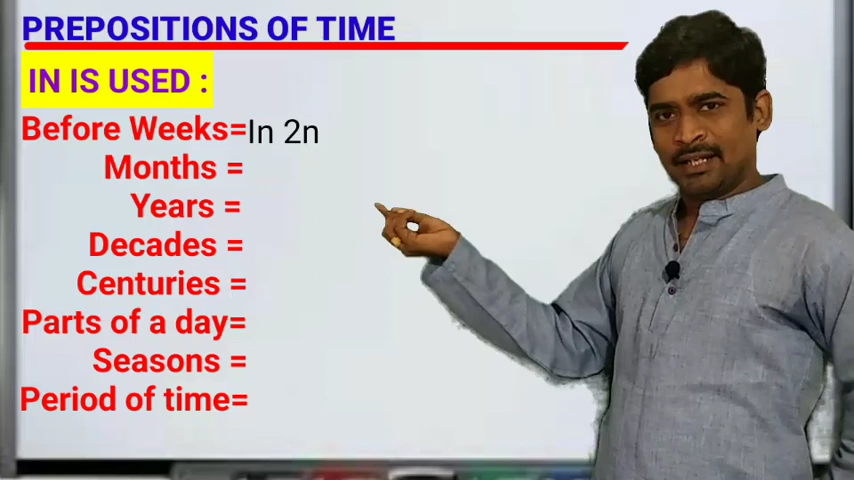 PREPOSITIONS OF TIME
IN IS USED :
Before Weeks=In 2n
Months =
Years =
Decades =
Centuries =
Parts of a day=
Seasons =
Period of time=